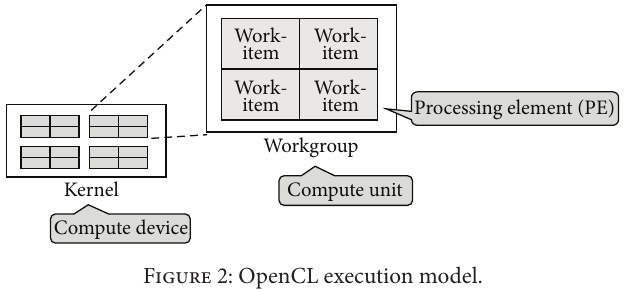 Work-
item
Work-
item
Work-
item
Work-
item
Processing element (PE)
Workgroup
Compute unit
Kernel
Compute device
FIGURE 2: OpenCL execution model.